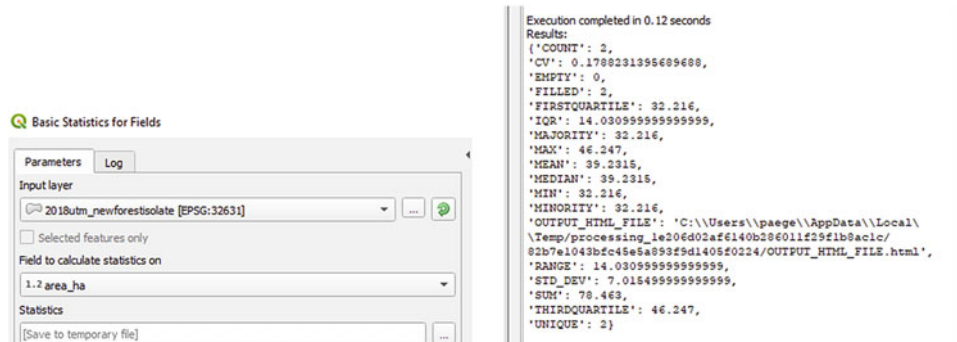 Basic Statistics for Fields
Parameters Log
Input layer
2018utm_newforestisolate [EPSG:32631]
...
Selected features only
Field to calculate statistics on
1.2 area_ha
Statistics
[Save to temporary file]
...
Execution completed in 0.12 seconds
Results:
{'COUNT': 2,
'CV': 0.1788231395689688,
'EMPTY': 0,
'FILLED': 2,
'FIRSTQUARTILE': 32.216,
'IQR': 14.030999999999999,
'MAJORITY': 32.216,
'MAX': 46.247,
'MEAN': 39.2315,
'MEDIAN': 39.2315,
'MIN': 32.216,
'MINORITY': 32.216,
'OUTPUT_HTML_FILE': 'C:\\Users\\paege\\AppData\\Local\
\Temp/processing_1e206d02af6140b286011f29f1b8ac1c/
82b7e1043bfc45e5a893f9d1405f0224/OUTPUT_HTML_FILE.html',
'RANGE': 14.030999999999999,
'STD_DEV': 7.015499999999999,
'SUM': 78.463,
'THIRDQUARTILE': 46.247,
'UNIQUE': 2}